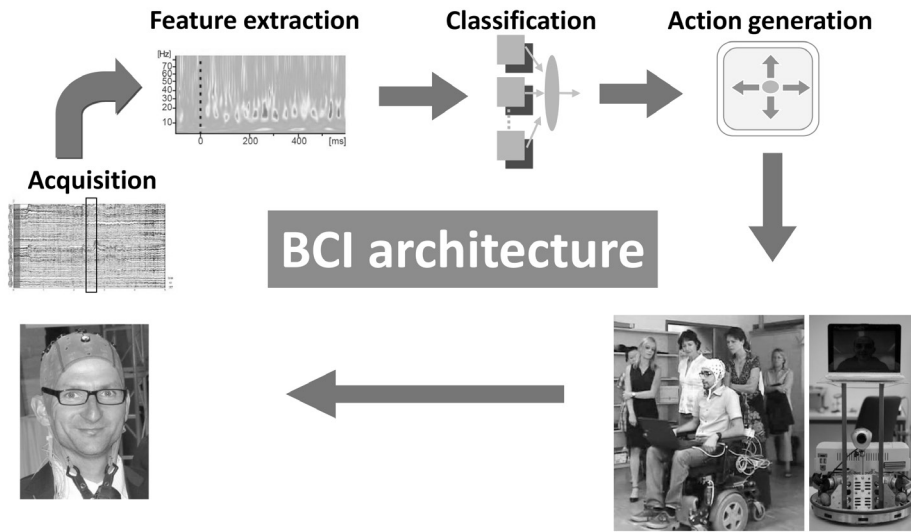 Feature extraction
Classification
Action generation
[Hz]
70
60
50
40
30
20
10
0
200
400
[ms]
Acquisition
BCI architecture